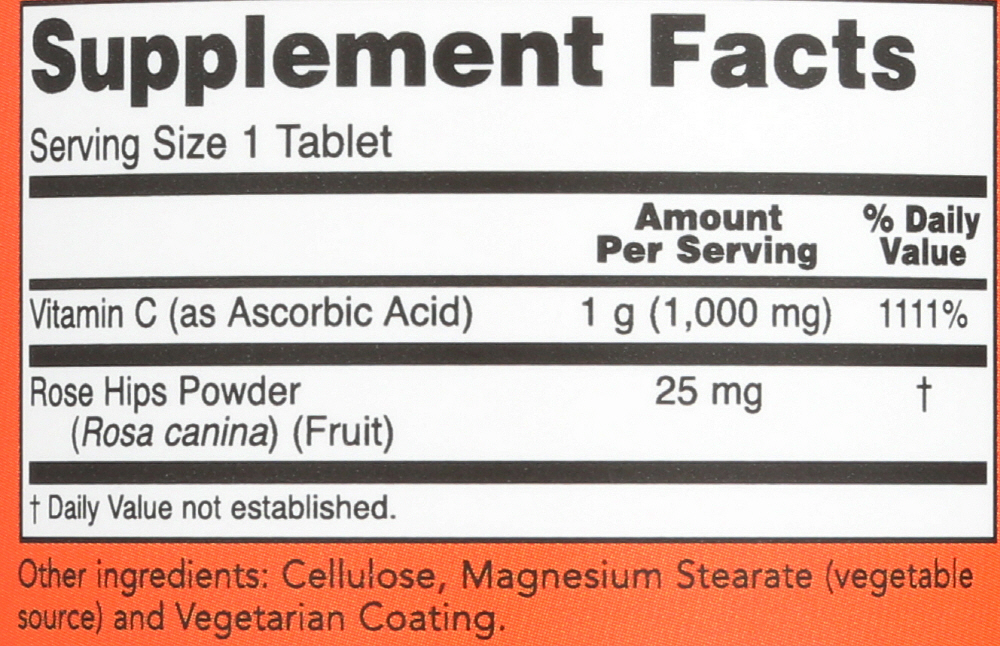 Supplement Facts
Serving Size 1 Tablet
Amount Per Serving
% Daily Value
Vitamin C (as Ascorbic Acid) 1 g (1,000 mg) 1111%
Rose Hips Powder 25 mg †
(Rosa canina) (Fruit)
† Daily Value not established.
Other ingredients: Cellulose, Magnesium Stearate (vegetable
source) and Vegetarian Coating.